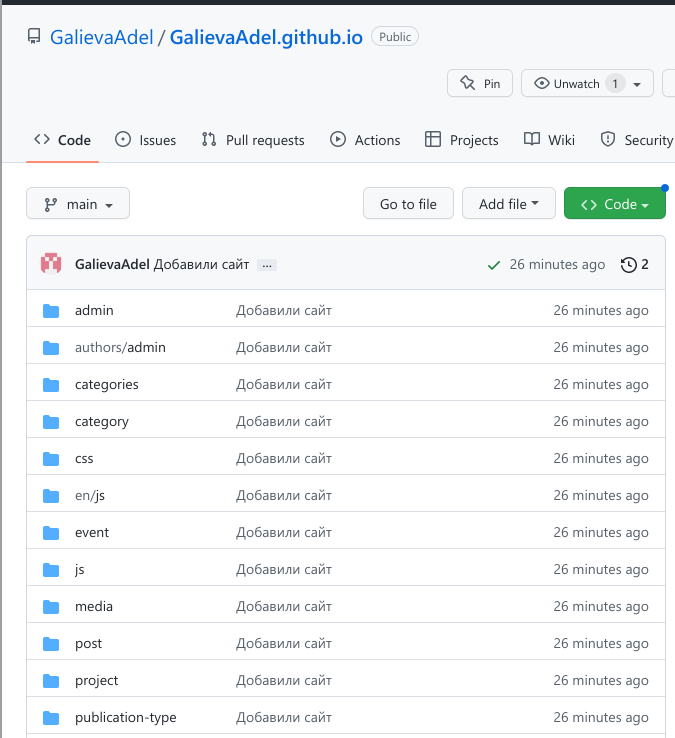 GalievaAdel / GalievaAdel.github.io Public
Pin Unwatch 1
Code Issues Pull requests Actions Projects Wiki Security
main Go to file Add file Code
GalievaAdel Добавили сайт ... 26 minutes ago 2
admin Добавили сайт 26 minutes ago
authors/admin Добавили сайт 26 minutes ago
categories Добавили сайт 26 minutes ago
category Добавили сайт 26 minutes ago
css Добавили сайт 26 minutes ago
en/js Добавили сайт 26 minutes ago
event Добавили сайт 26 minutes ago
js Добавили сайт 26 minutes ago
media Добавили сайт 26 minutes ago
post Добавили сайт 26 minutes ago
project Добавили сайт 26 minutes ago
publication-type Добавили сайт 26 minutes ago